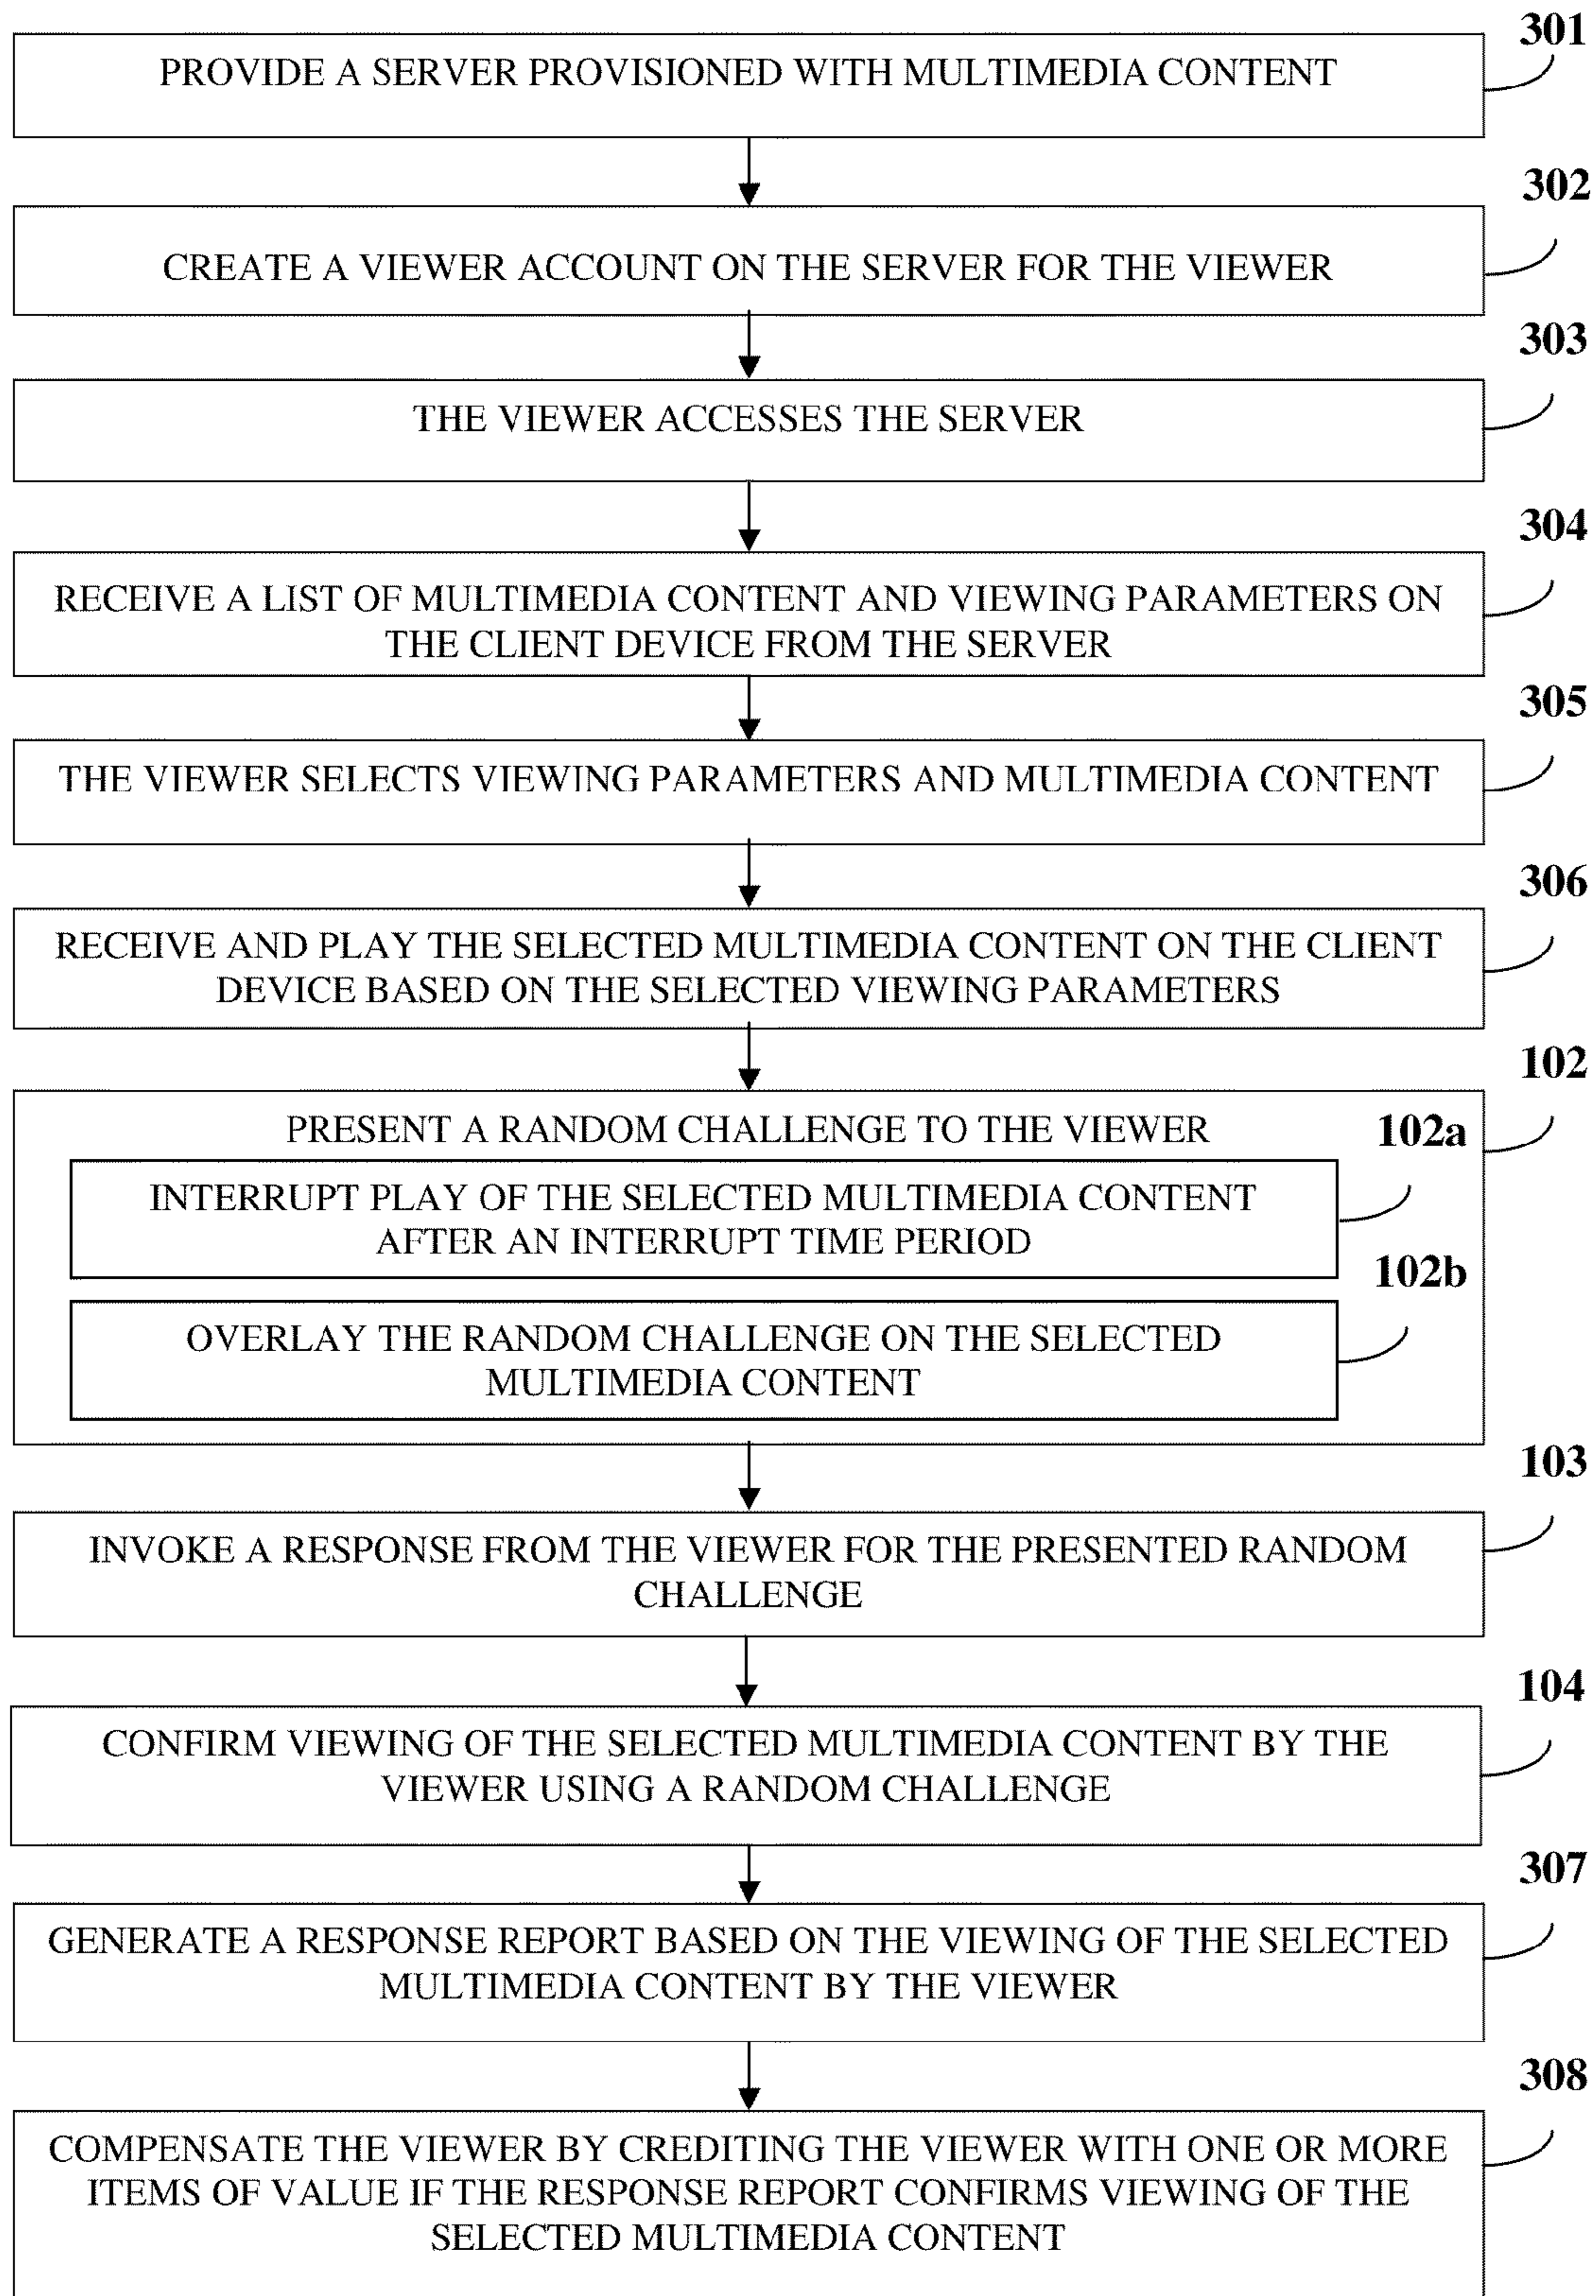 301
PROVIDE A SERVER PROVISIONED WITH MULTIMEDIA CONTENT
302
CREATE A VIEWER ACCOUNT ON THE SERVER FOR THE VIEWER
303
THE VIEWER ACCESSES THE SERVER
304
RECEIVE A LIST OF MULTIMEDIA CONTENT AND VIEWING PARAMETERS ON
THE CLIENT DEVICE FROM THE SERVER
305
THE VIEWER SELECTS VIEWING PARAMETERS AND MULTIMEDIA CONTENT
306
RECEIVE AND PLAY THE SELECTED MULTIMEDIA CONTENT ON THE CLIENT
DEVICE BASED ON THE SELECTED VIEWING PARAMETERS
102
PRESENT A RANDOM CHALLENGE TO THE VIEWER
102a
INTERRUPT PLAY OF THE SELECTED MULTIMEDIA CONTENT
AFTER AN INTERRUPT TIME PERIOD
102b
OVERLAY THE RANDOM CHALLENGE ON THE SELECTED
MULTIMEDIA CONTENT
103
INVOKE A RESPONSE FROM THE VIEWER FOR THE PRESENTED RANDOM
CHALLENGE
104
CONFIRM VIEWING OF THE SELECTED MULTIMEDIA CONTENT BY THE
VIEWER USING A RANDOM CHALLENGE
307
GENERATE A RESPONSE REPORT BASED ON THE VIEWING OF THE SELECTED
MULTIMEDIA CONTENT BY THE VIEWER
308
COMPENSATE THE VIEWER BY CREDITING THE VIEWER WITH ONE OR MORE
ITEMS OF VALUE IF THE RESPONSE REPORT CONFIRMS VIEWING OF THE
SELECTED MULTIMEDIA CONTENT